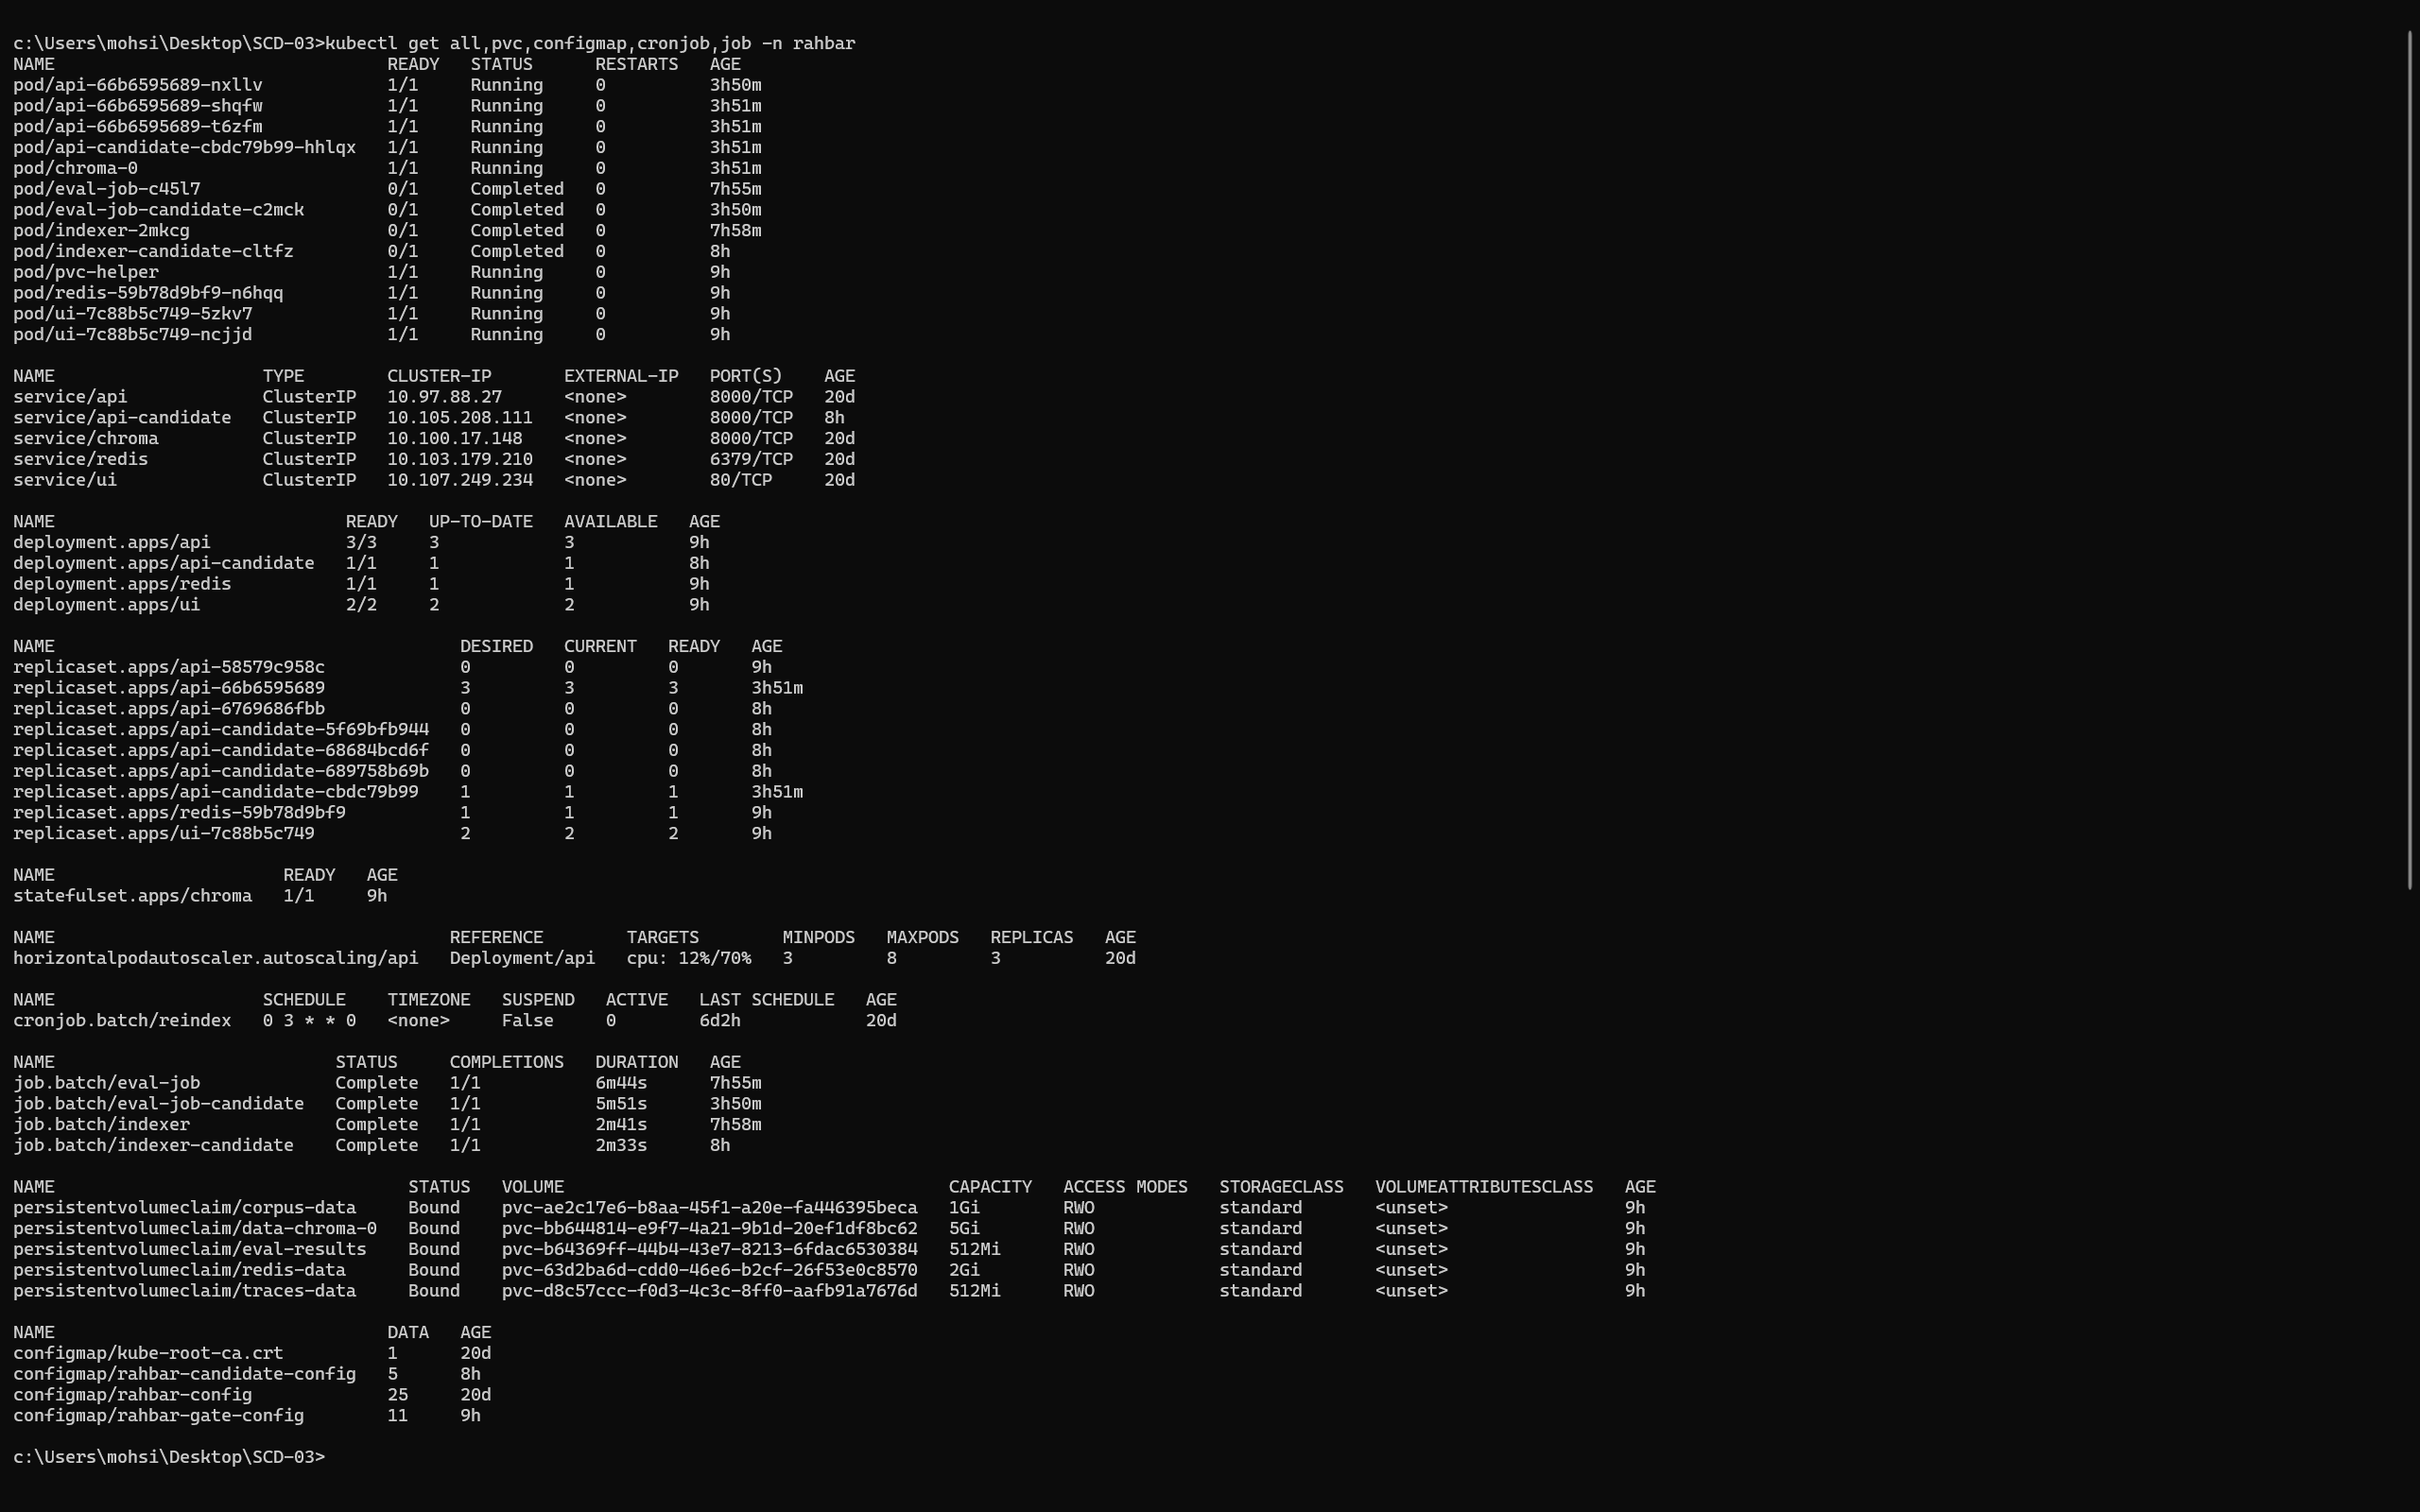 c:\Users\mohsi\Desktop\SCD-03>kubectl get all,pvc,configmap,cronjob,job -n rahbar
NAME                                READY   STATUS      RESTARTS   AGE
pod/api-66b6595689-nxllv            1/1     Running     0          3h50m
pod/api-66b6595689-shqfw            1/1     Running     0          3h51m
pod/api-66b6595689-t6zfm            1/1     Running     0          3h51m
pod/api-candidate-cbdc79b99-hhlqx   1/1     Running     0          3h51m
pod/chroma-0                        1/1     Running     0          3h51m
pod/eval-job-c45l7                  0/1     Completed   0          7h55m
pod/eval-job-candidate-c2mck        0/1     Completed   0          3h50m
pod/indexer-2mkcg                   0/1     Completed   0          7h58m
pod/indexer-candidate-cltfz         0/1     Completed   0          8h
pod/pvc-helper                      1/1     Running     0          9h
pod/redis-59b78d9bf9-n6hqq          1/1     Running     0          9h
pod/ui-7c88b5c749-5zkv7             1/1     Running     0          9h
pod/ui-7c88b5c749-ncjjd             1/1     Running     0          9h

NAME                    TYPE        CLUSTER-IP       EXTERNAL-IP   PORT(S)    AGE
service/api             ClusterIP   10.97.88.27      <none>        8000/TCP   20d
service/api-candidate   ClusterIP   10.105.208.111   <none>        8000/TCP   8h
service/chroma          ClusterIP   10.100.17.148    <none>        8000/TCP   20d
service/redis           ClusterIP   10.103.179.210   <none>        6379/TCP   20d
service/ui              ClusterIP   10.107.249.234   <none>        80/TCP     20d

NAME                            READY   UP-TO-DATE   AVAILABLE   AGE
deployment.apps/api             3/3     3            3           9h
deployment.apps/api-candidate   1/1     1            1           8h
deployment.apps/redis           1/1     1            1           9h
deployment.apps/ui              2/2     2            2           9h

NAME                                       DESIRED   CURRENT   READY   AGE
replicaset.apps/api-58579c958c             0         0         0       9h
replicaset.apps/api-66b6595689             3         3         3       3h51m
replicaset.apps/api-6769686fbb             0         0         0       8h
replicaset.apps/api-candidate-5f69bfb944   0         0         0       8h
replicaset.apps/api-candidate-68684bcd6f   0         0         0       8h
replicaset.apps/api-candidate-689758b69b   0         0         0       8h
replicaset.apps/api-candidate-cbdc79b99    1         1         1       3h51m
replicaset.apps/redis-59b78d9bf9           1         1         1       9h
replicaset.apps/ui-7c88b5c749              2         2         2       9h

NAME                      READY   AGE
statefulset.apps/chroma   1/1     9h

NAME                                      REFERENCE        TARGETS        MINPODS   MAXPODS   REPLICAS   AGE
horizontalpodautoscaler.autoscaling/api   Deployment/api   cpu: 12%/70%   3         8         3          20d

NAME                    SCHEDULE    TIMEZONE   SUSPEND   ACTIVE   LAST SCHEDULE   AGE
cronjob.batch/reindex   0 3 * * 0   <none>     False     0        6d2h            20d

NAME                           STATUS     COMPLETIONS   DURATION   AGE
job.batch/eval-job             Complete   1/1           6m44s      7h55m
job.batch/eval-job-candidate   Complete   1/1           5m51s      3h50m
job.batch/indexer              Complete   1/1           2m41s      7h58m
job.batch/indexer-candidate    Complete   1/1           2m33s      8h

NAME                                  STATUS   VOLUME                                     CAPACITY   ACCESS MODES   STORAGECLASS   VOLUMEATTRIBUTESCLASS   AGE
persistentvolumeclaim/corpus-data     Bound    pvc-ae2c17e6-b8aa-45f1-a20e-fa446395beca   1Gi        RWO            standard       <unset>                 9h
persistentvolumeclaim/data-chroma-0   Bound    pvc-bb644814-e9f7-4a21-9b1d-20ef1df8bc62   5Gi        RWO            standard       <unset>                 9h
persistentvolumeclaim/eval-results    Bound    pvc-b64369ff-44b4-43e7-8213-6fdac6530384   512Mi      RWO            standard       <unset>                 9h
persistentvolumeclaim/redis-data      Bound    pvc-63d2ba6d-cdd0-46e6-b2cf-26f53e0c8570   2Gi        RWO            standard       <unset>                 9h
persistentvolumeclaim/traces-data     Bound    pvc-d8c57ccc-f0d3-4c3c-8ff0-aafb91a7676d   512Mi      RWO            standard       <unset>                 9h

NAME                                DATA   AGE
configmap/kube-root-ca.crt          1      20d
configmap/rahbar-candidate-config   5      8h
configmap/rahbar-config             25     20d
configmap/rahbar-gate-config        11     9h

c:\Users\mohsi\Desktop\SCD-03>